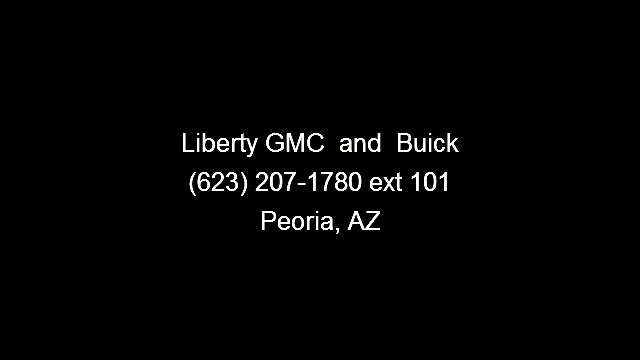 Liberty GMC  and  Buick
(623) 207-1780 ext 101
Peoria, AZ